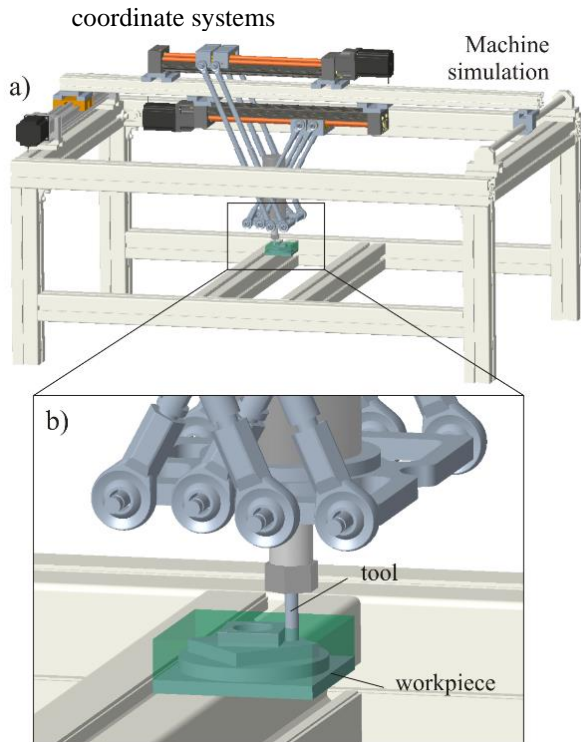 coordinate systems
Machine
simulation
a)
b)
tool
workpiece